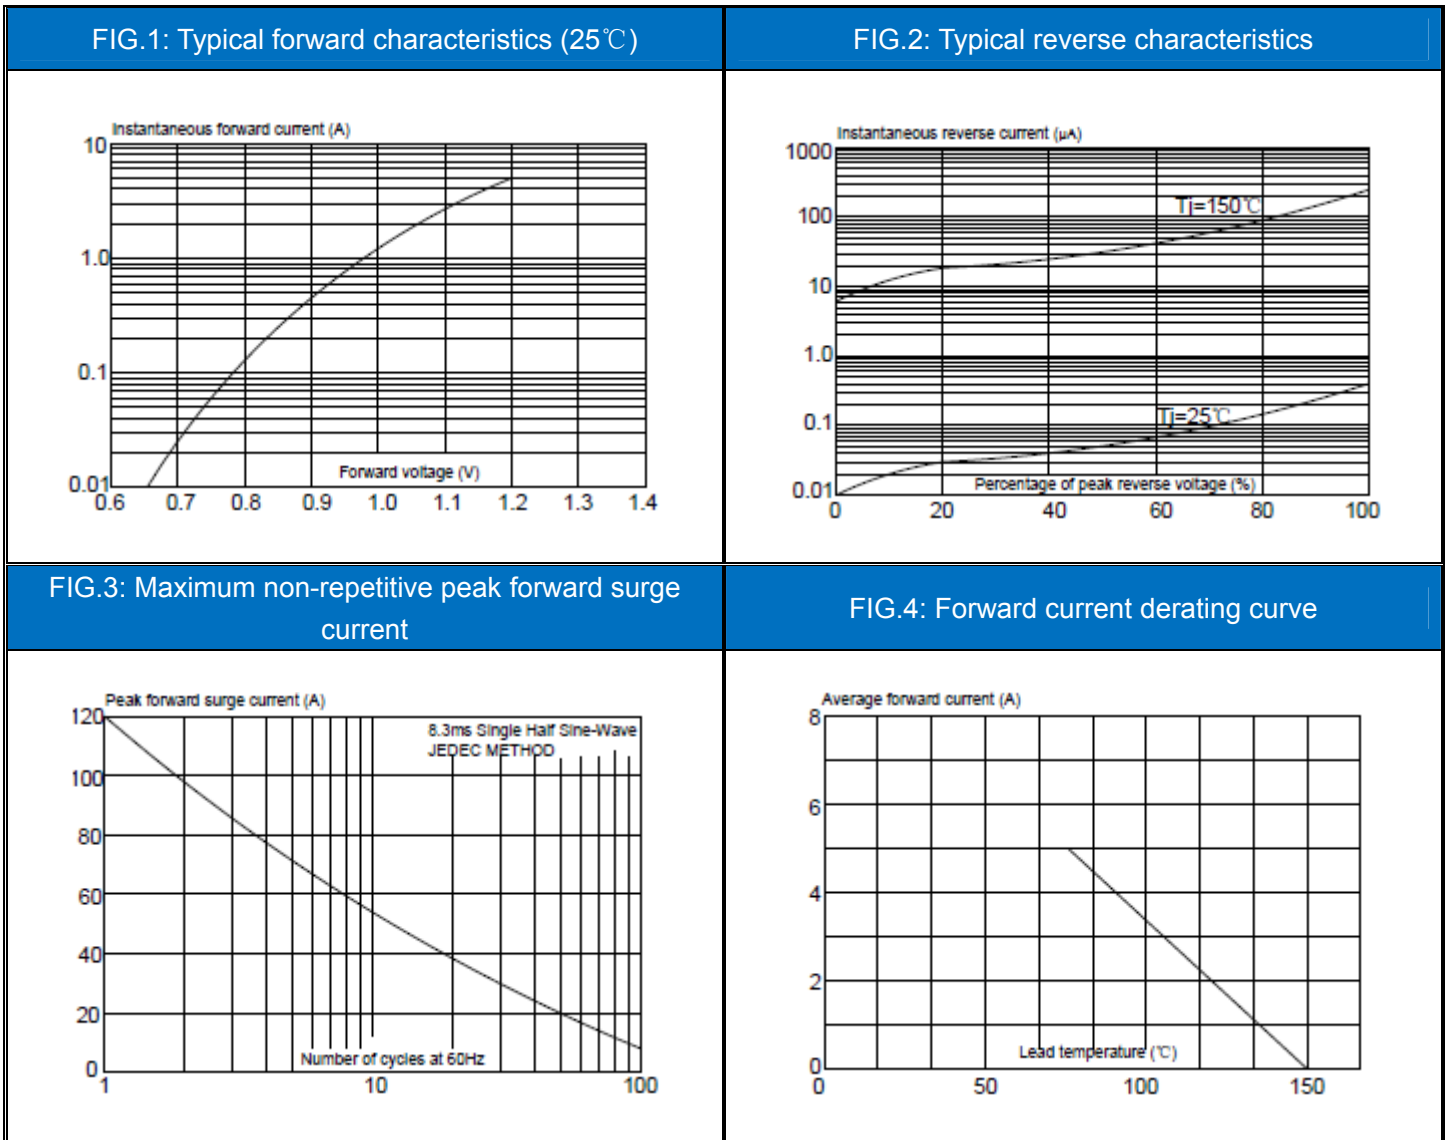 FIG.1: Typical forward characteristics (25℃)
Instantaneous forward current (A)
10
1.0
0.1
0.01
Forward voltage (V)
0.6 0.7 0.8 0.9 1.0 1.1 1.2 1.3 1.4
FIG.2: Typical reverse characteristics
Instantaneous reverse current (μA)
1000
Tj=150℃
100
10
1.0
0.1
Tj=25℃
0.01
Percentage of peak reverse voltage (%)
0 20 40 60 80 100
FIG.3: Maximum non-repetitive peak forward surge
current
Peak forward surge current (A)
120
8.3ms Single Half Sine-Wave
JEDEC METHOD
100
80
60
40
20
0
Number of cycles at 60Hz
1 10 100
FIG.4: Forward current derating curve
Average forward current (A)
8
6
4
2
0
Lead temperature (℃)
0 50 100 150